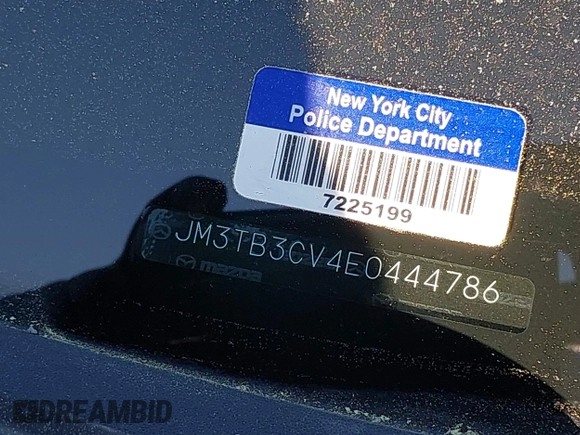 New York City
Police Department
7225199
JM3TB3CV4E0444786
mazda
DREAMBID